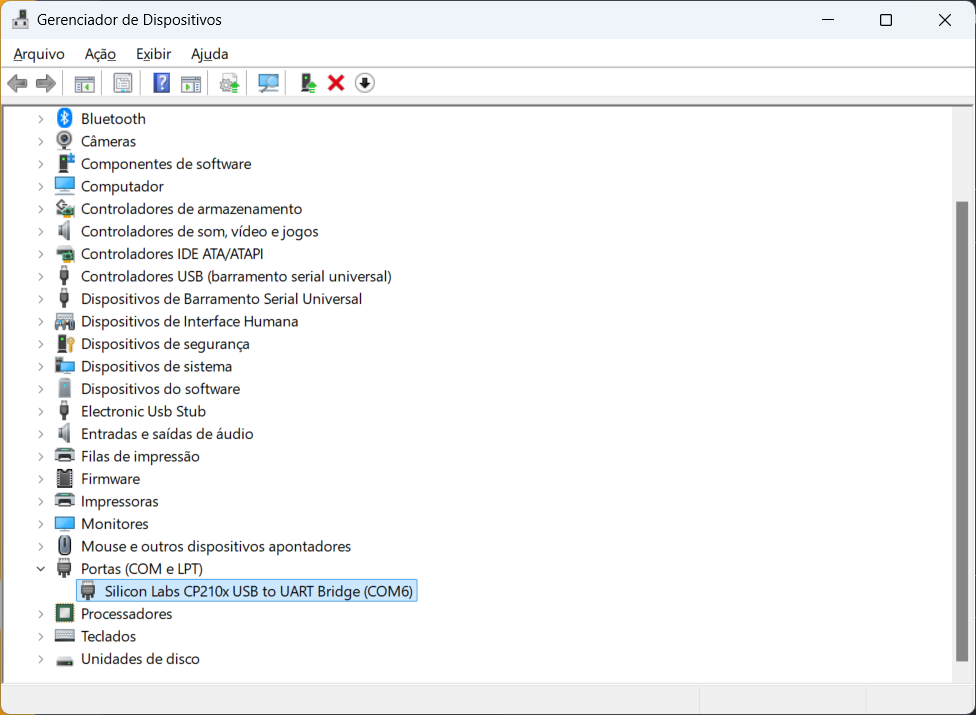 Gerenciador de Dispositivos
Arquivo Ação Exibir Ajuda
Bluetooth
Câmeras
Componentes de software
Computador
Controladores de armazenamento
Controladores de som, vídeo e jogos
Controladores IDE ATA/ATAPI
Controladores USB (barramento serial universal)
Dispositivos de Barramento Serial Universal
Dispositivos de Interface Humana
Dispositivos de segurança
Dispositivos de sistema
Dispositivos do software
Electronic Usb Stub
Entradas e saídas de áudio
Filas de impressão
Firmware
Impressoras
Monitores
Mouse e outros dispositivos apontadores
Portas (COM e LPT)
Silicon Labs CP210x USB to UART Bridge (COM6)
Processadores
Teclados
Unidades de disco